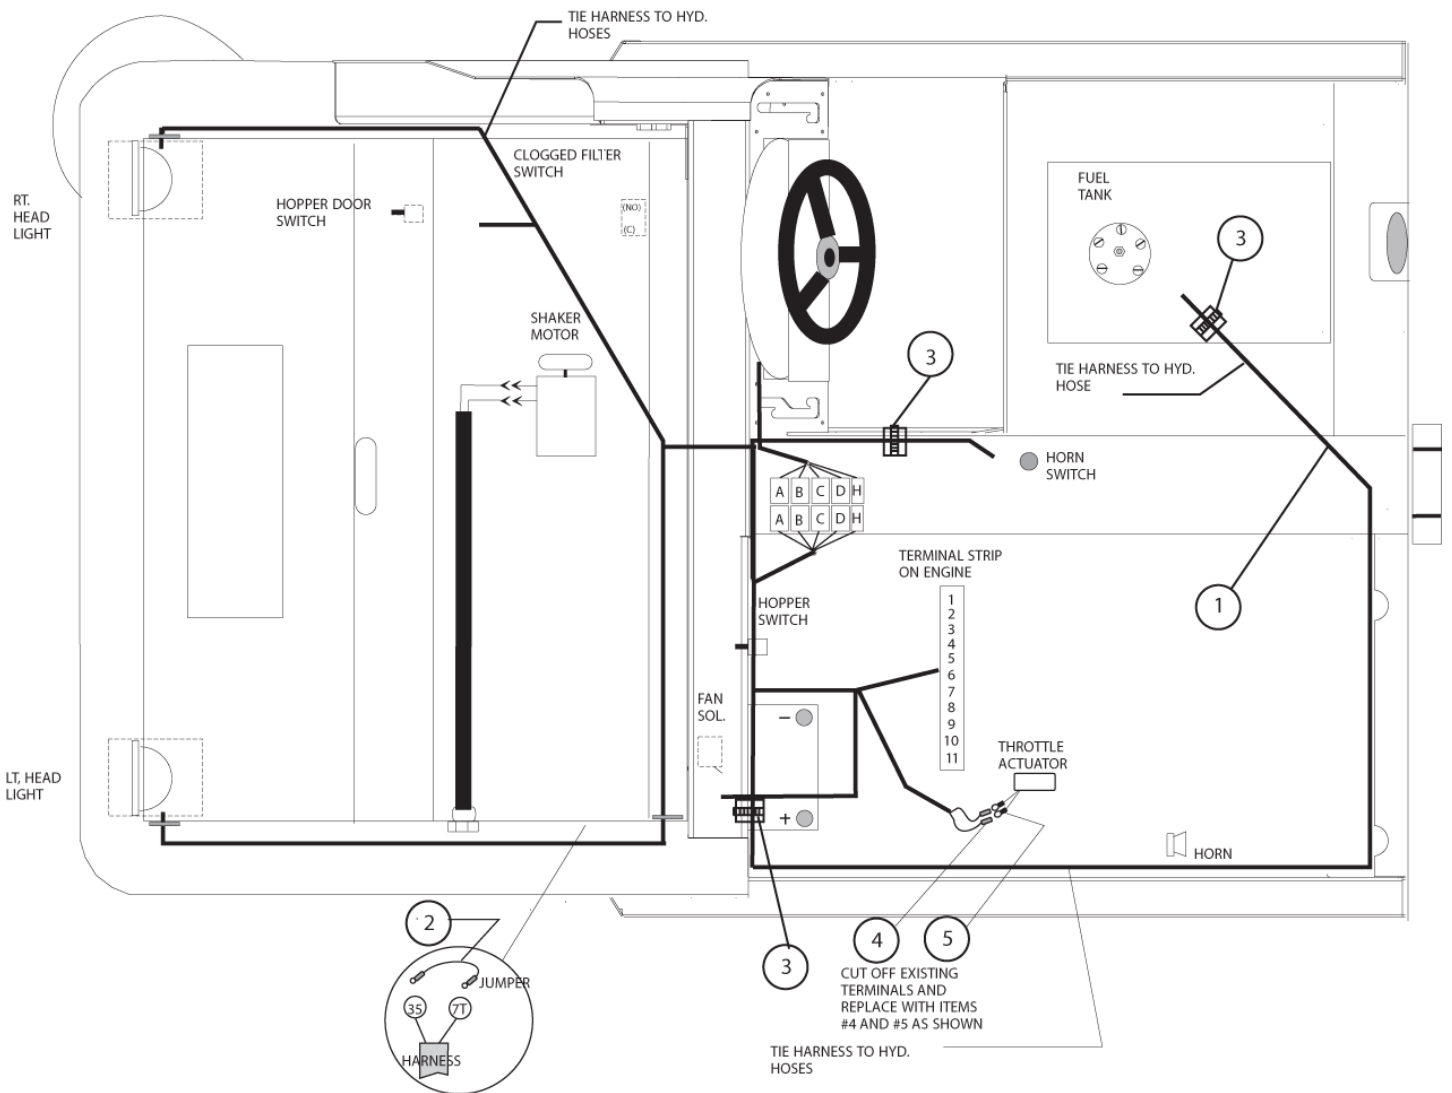 TIE HARNESS TO HYD.
HOSES
CLOGGED FILTER
SWITCH
RT.
HEAD
LIGHT
HOPPER DOOR
SWITCH
(NO)
(C)
FUEL
TANK
3
SHAKER
MOTOR
3
TIE HARNESS TO HYD.
HOSE
HORN
SWITCH
A B C D H
A B C D H
TERMINAL STRIP
ON ENGINE
1
2
3
4
5
6
7
8
9
10
11
1
HOPPER
SWITCH
FAN
SOL.
–
+
THROTTLE
ACTUATOR
LT, HEAD
LIGHT
HORN
2
JUMPER
35
7T
HARNESS
3
4
5
CUT OFF EXISTING
TERMINALS AND
REPLACE WITH ITEMS
#4 AND #5 AS SHOWN
TIE HARNESS TO HYD.
HOSES